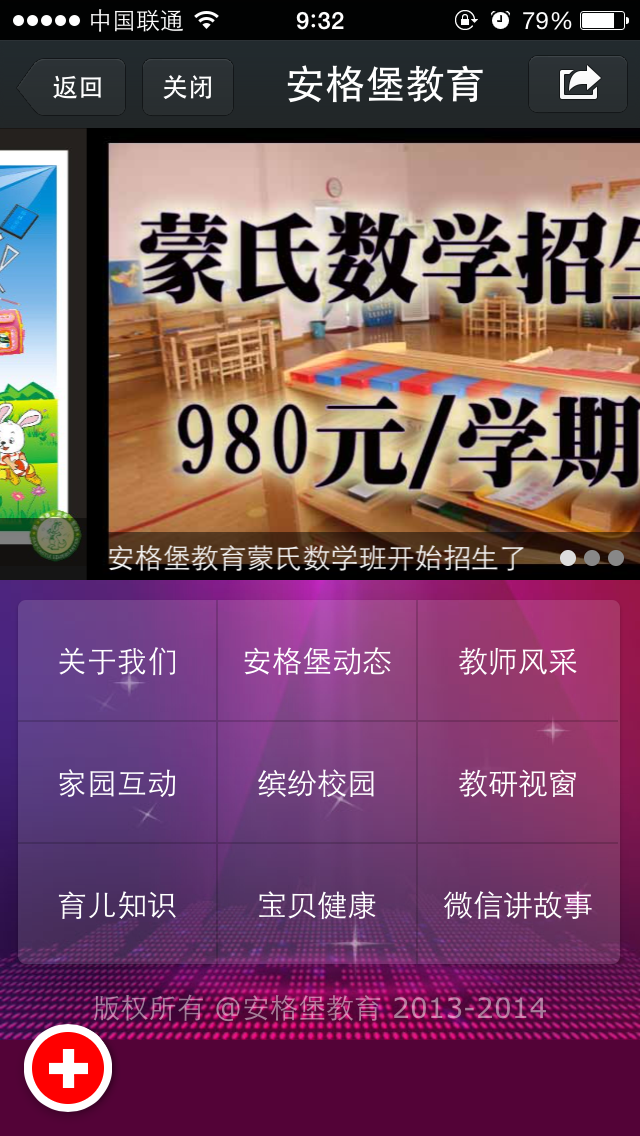 中国联通 9:32 79%
返回 关闭 安格堡教育
蒙氏数学招生
980元/学期
安格堡教育蒙氏数学班开始招生了
关于我们 安格堡动态 教师风采
家园互动 缤纷校园 教研视窗
育儿知识 宝贝健康 微信讲故事
版权所有 @安格堡教育 2013-2014